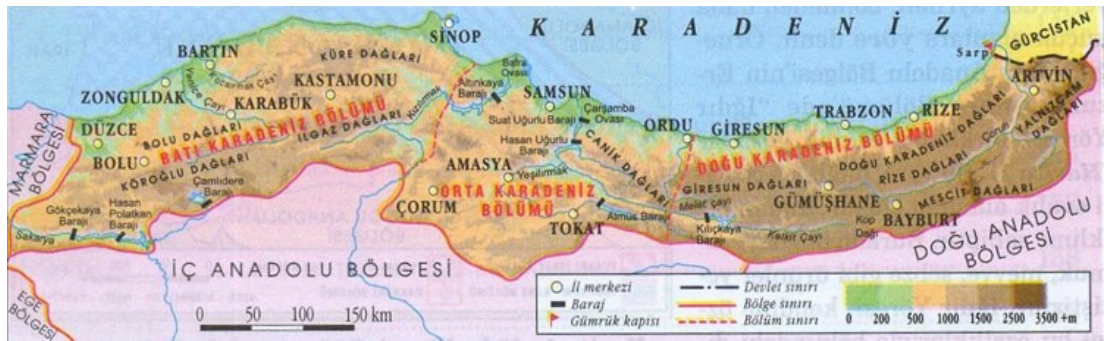 K A R A D E N İ Z
GÜRCİSTAN
Sarp
ARTVİN
SİNOP
BARTIN
KÜRE DAĞLARI
Bafra
Ovası
Altınkaya
Barajı
KASTAMONU
ZONGULDAK
Yenice Çayı
KARABÜK
Kızılırmak
SAMSUN
Suat Uğurlu
Barajı
Çarşamba
Ovası
TRABZON
RİZE
YALNIZÇAM
DAĞLARI
MARMARA
BÖLGESİ
DÜZCE
BOLU DAĞLARI
BATI KARADENİZ BÖLÜMÜ
ILGAZ DAĞLARI
Hasan Uğurlu
Barajı
CANİK DAĞLARI
ORDU
GİRESUN
DOĞU KARADENİZ BÖLÜMÜ
DOĞU KARADENİZ DAĞLARI
Çoruh
BOLU
KÖROĞLU DAĞLARI
AMASYA
Yeşilırmak
RİZE DAĞLARI
Çamlıdere
Barajı
ÇORUM
ORTA KARADENİZ
BÖLÜMÜ
GİRESUN DAĞLARI
GÜMÜŞHANE
MESCİT DAĞLARI
Gökçekaya
Barajı
Hasan
Polatkan
Barajı
TOKAT
Almus Barajı
Melet çayı
Kılıçkaya
Barajı
Kelkit Çayı
Kop
Dağı
BAYBURT
Sakarya
DOĞU ANADOLU
BÖLGESİ
İÇ ANADOLU BÖLGESİ
EGE
BÖLGESİ
0 50 100 150 km
İl merkezi
Baraj
Gümrük kapısı
Devlet sınırı
Bölge sınırı
Bölüm sınırı
0 200 500 1000 1500 2500 3500 +m